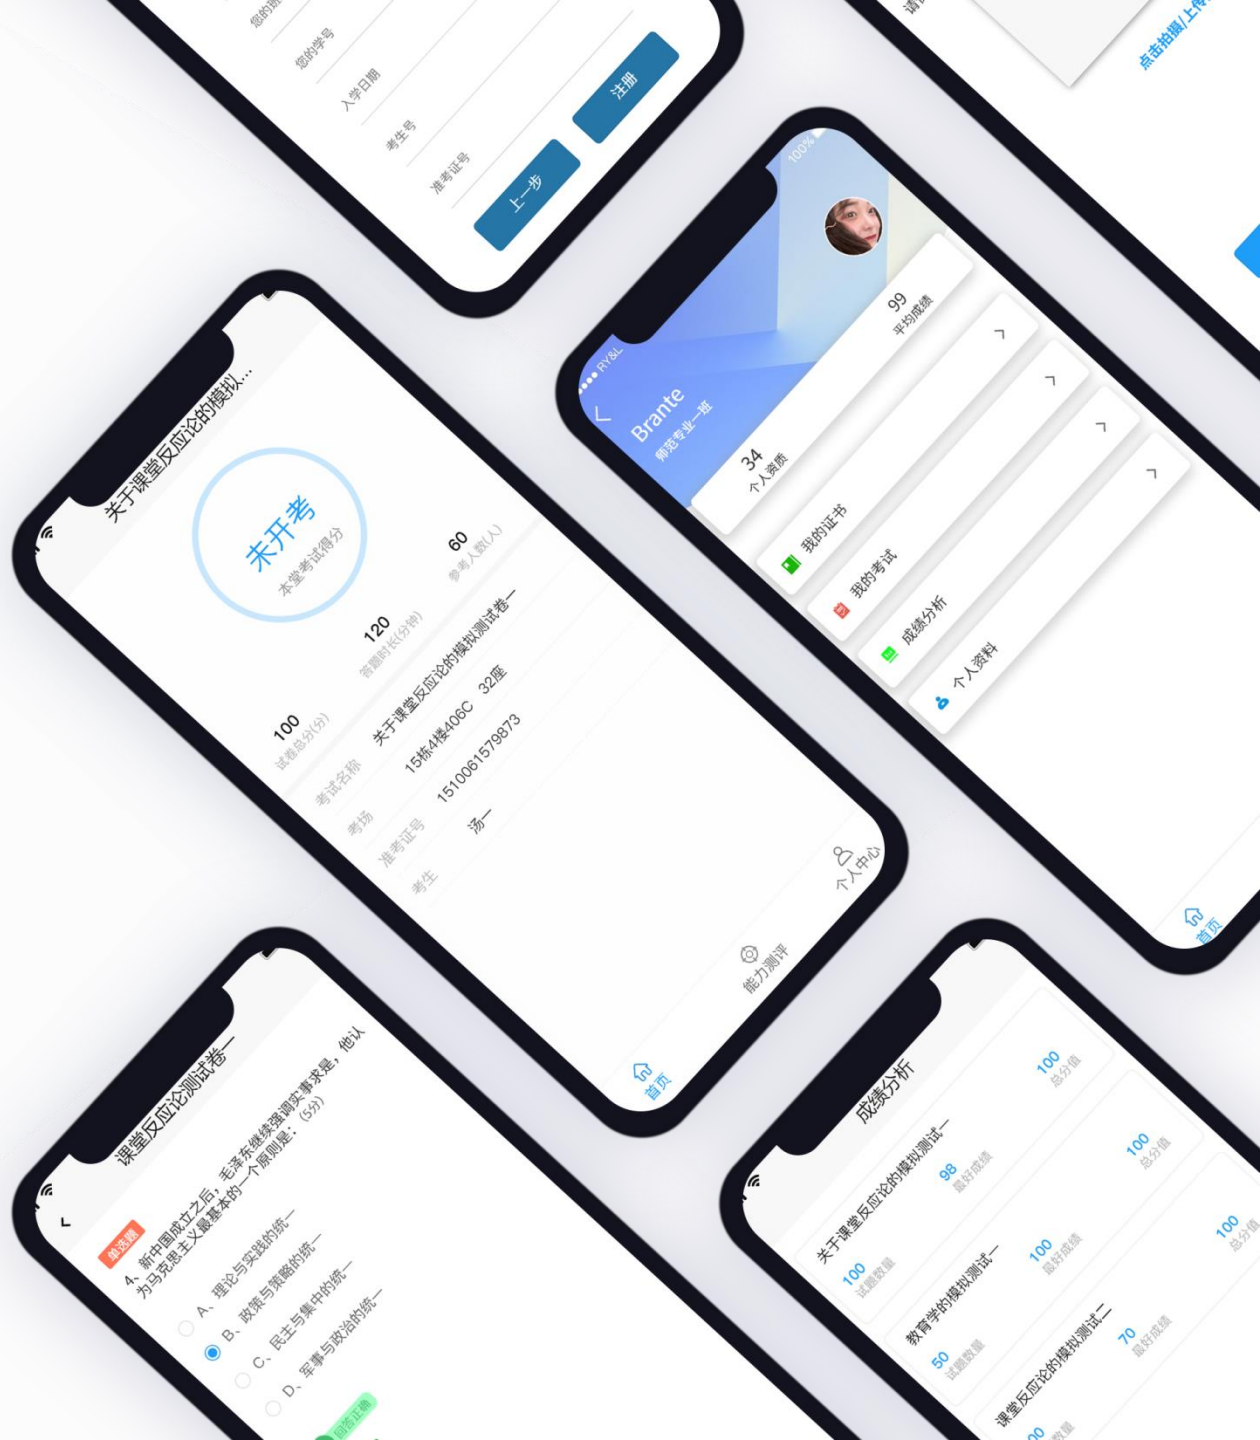 您的学号
入学日期
考生号
准考证号
上一步
注册
点击拍摄/上传
关于课堂反应论的模拟...
未开考
本堂考试得分
100
试卷总分(分)
120
答题时长(分钟)
60
参考人数(人)
考试名称
关于课堂反应论的模拟测试卷一
考场
15栋4楼406C 32座
准考证号
1510061579873
考生
汤一
首页
能力测评
个人中心
RY&L
100%
Brante
师范专业一班
34
个人资质
99
平均成绩
我的证书
我的考试
成绩分析
个人资料
首页
课堂反应论测试卷一
单选题
4、新中国成立之后，毛泽东继续强调实事求是，他认
为马克思主义最基本的一个原则是：（5分）
A、理论与实践的统一
B、政策与策略的统一
C、民主与集中的统一
D、军事与政治的统一
回答正确
成绩分析
关于课堂反应论的模拟测试一
100
试题数量
98
最好成绩
100
总分值
教育学的模拟测试一
50
试题数量
100
最好成绩
100
总分值
课堂反应论的模拟测试二
70
最好成绩
100
总分值